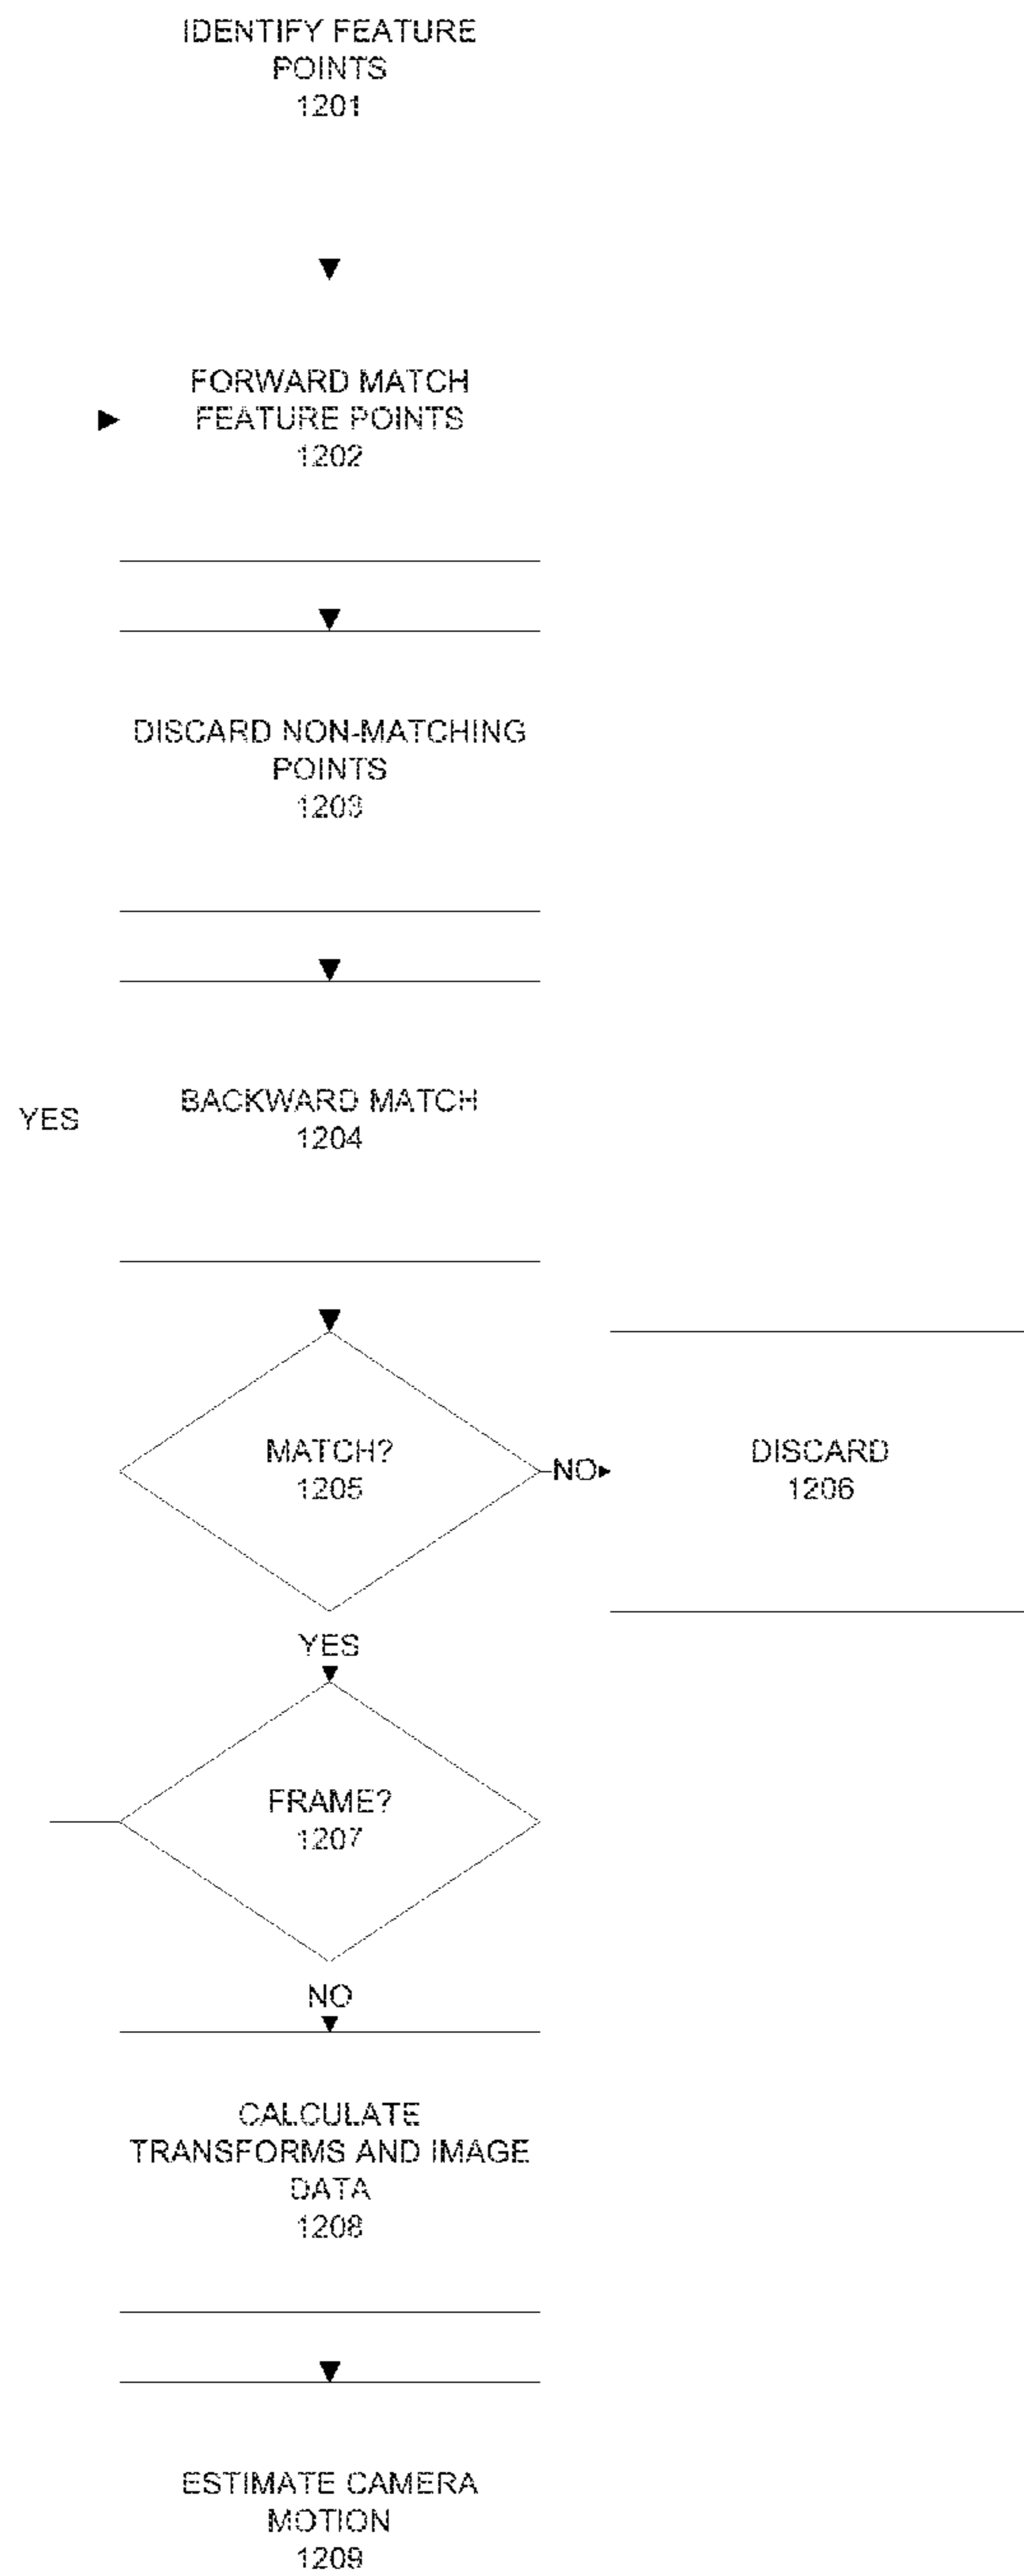 IDENTIFY FEATURE
POINTS
1201
FORWARD MATCH
FEATURE POINTS
1202
DISCARD NON-MATCHING
POINTS
1203
YES
BACKWARD MATCH
1204
MATCH?
1205
NO
DISCARD
1206
YES
FRAME?
1207
NO
CALCULATE
TRANSFORMS AND IMAGE
DATA
1208
ESTIMATE CAMERA
MOTION
1209